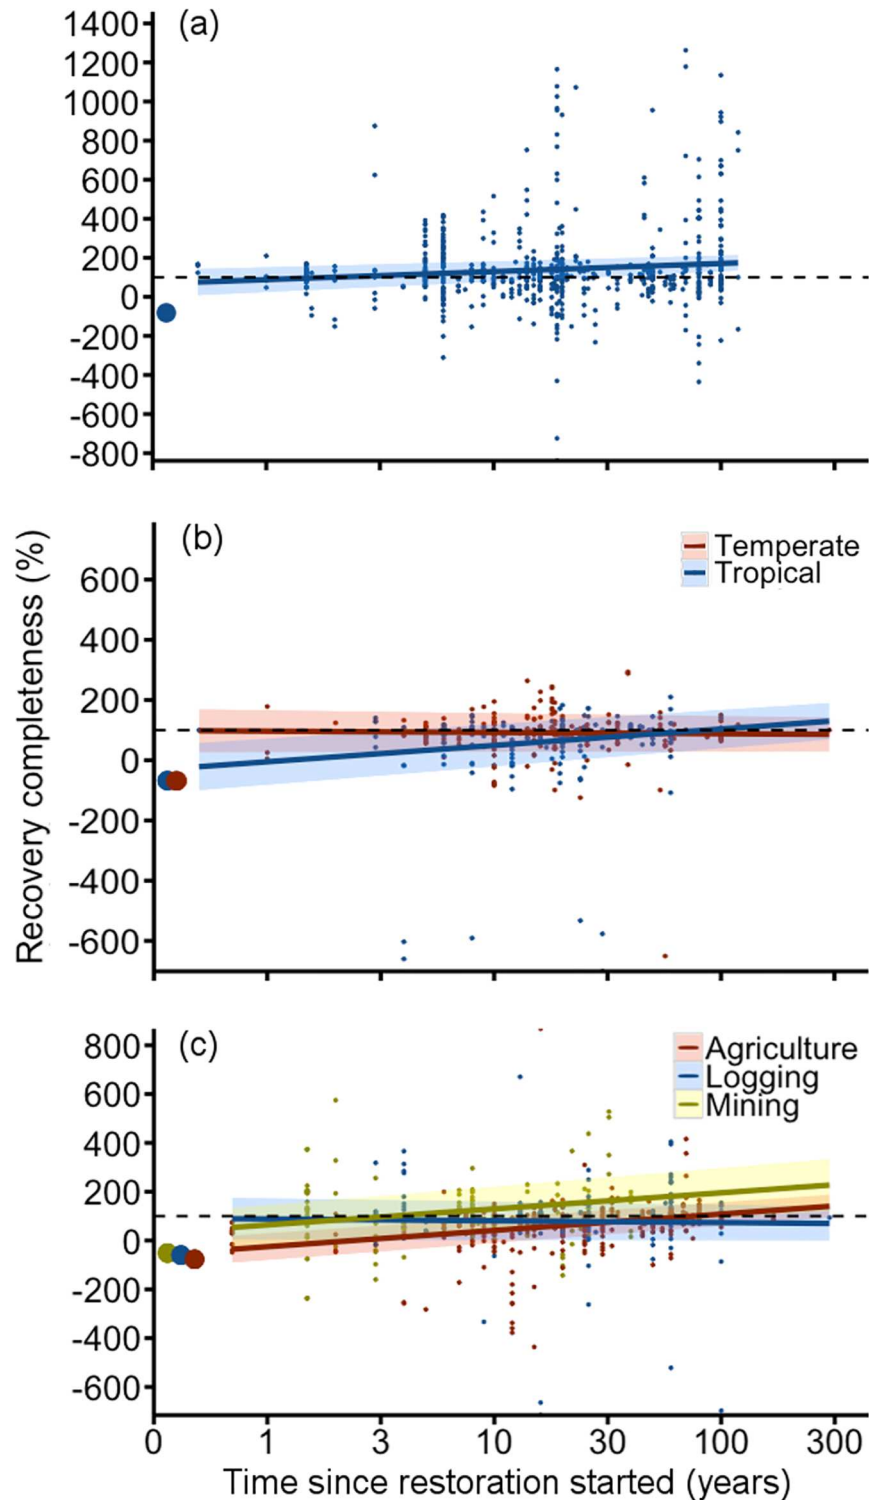 (a)
1400
1200
1000
800
600
400
200
0
-200
-400
-600
-800
Recovery completeness (%)
(b)
Temperate
Tropical
600
400
200
0
-200
-400
-600
(c)
Agriculture
Logging
Mining
800
600
400
200
0
-200
-400
-600
0 1 3 10 30 100 300
Time since restoration started (years)